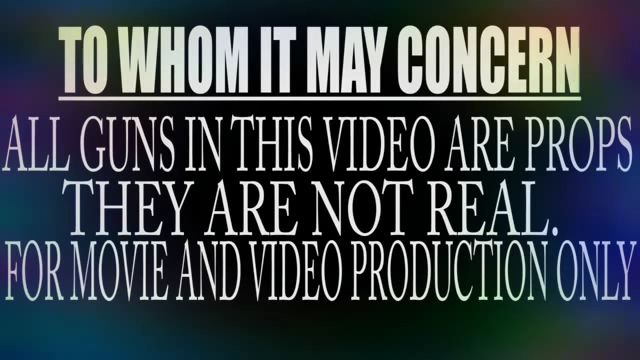 TO WHOM IT MAY CONCERN
ALL GUNS IN THIS VIDEO ARE PROPS
THEY ARE NOT REAL.
FOR MOVIE AND VIDEO PRODUCTION ONLY